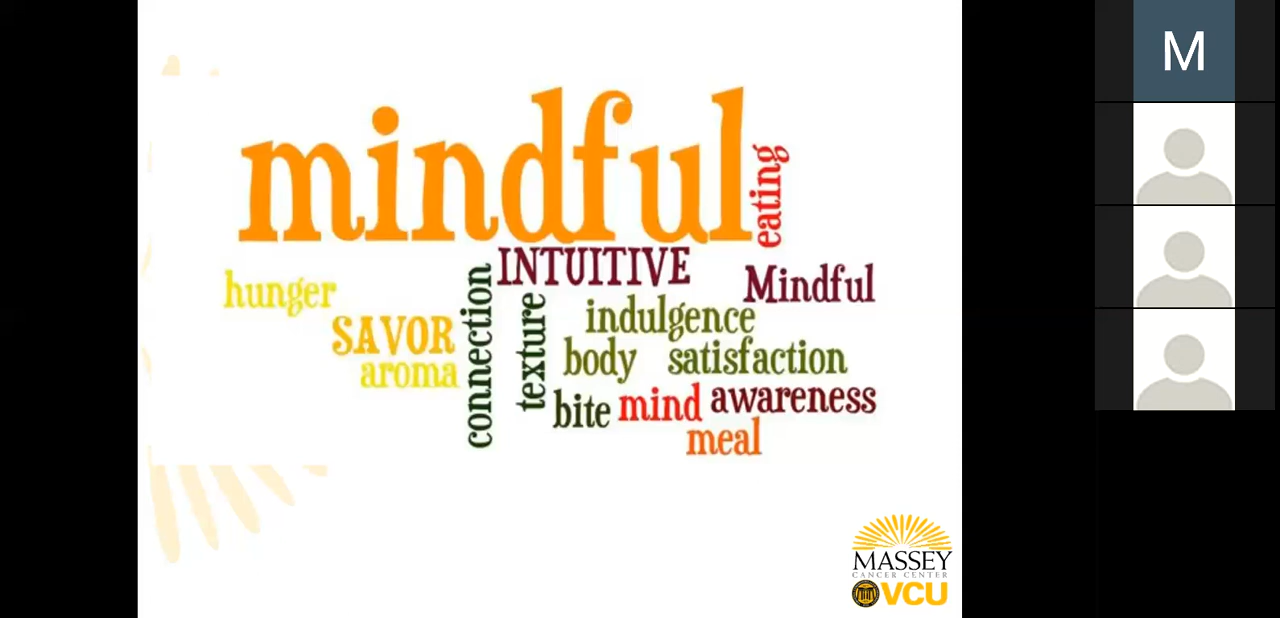 mindful
eating
INTUITIVE
hunger
connection
Mindful
texture
indulgence
SAVOR
body
satisfaction
aroma
bite
mind
awareness
meal
M
MASSEY
CANCER CENTER
VCU